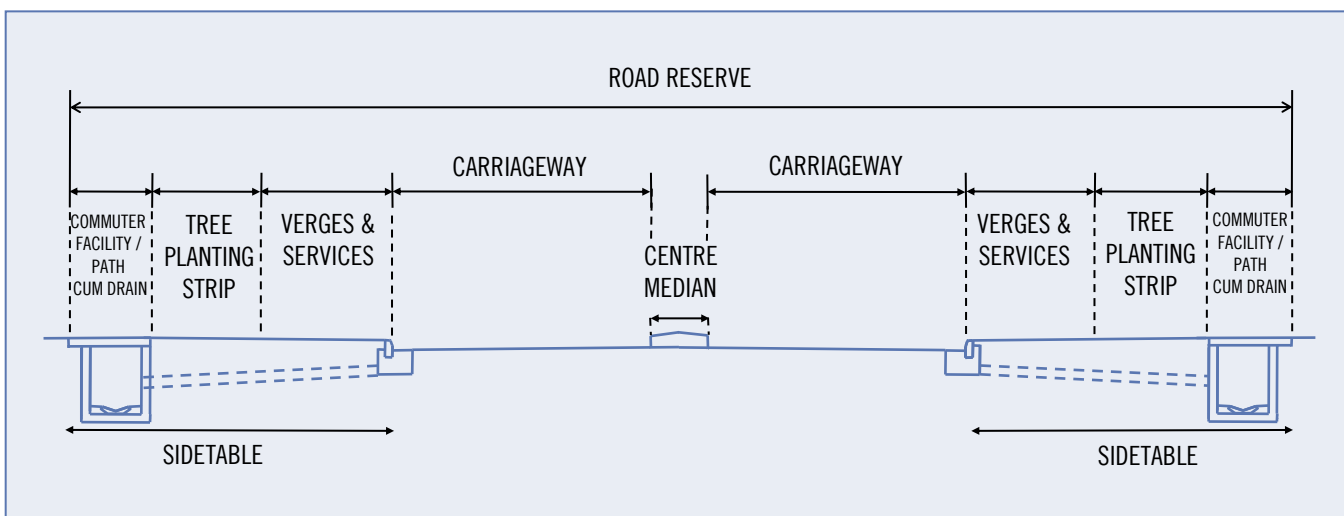 ROAD RESERVE
CARRIAGEWAY
CARRIAGEWAY
COMMUTER
FACILITY /
PATH
CUM DRAIN
TREE
PLANTING
STRIP
VERGES &
SERVICES
CENTRE
MEDIAN
VERGES &
SERVICES
TREE
PLANTING
STRIP
COMMUTER
FACILITY /
PATH
CUM DRAIN
SIDETABLE
SIDETABLE